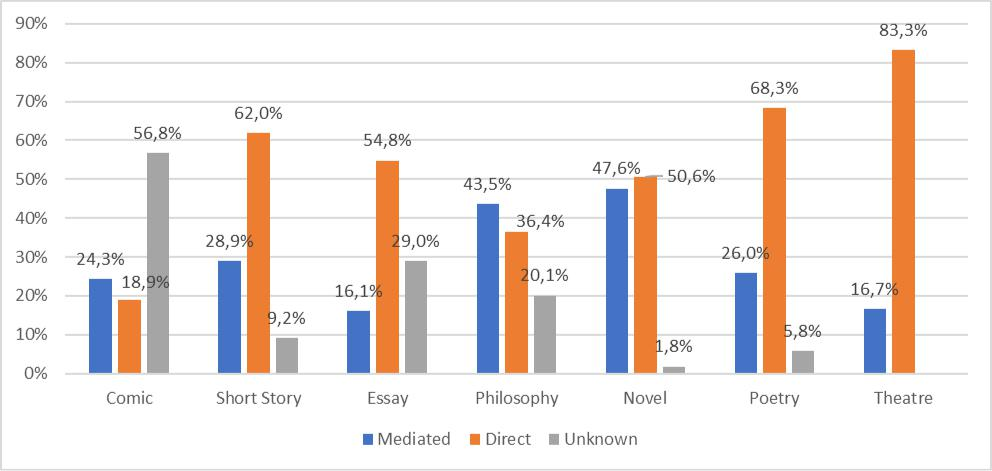 90%
80%
70%
60%
50%
40%
30%
20%
10%
0%
24,3% 18,9% 56,8%
28,9% 62,0% 9,2%
16,1% 54,8% 29,0%
43,5% 36,4% 20,1%
47,6% 50,6% 1,8%
26,0% 68,3% 5,8%
16,7% 83,3%
Comic Short Story Essay Philosophy Novel Poetry Theatre
Mediated Direct Unknown